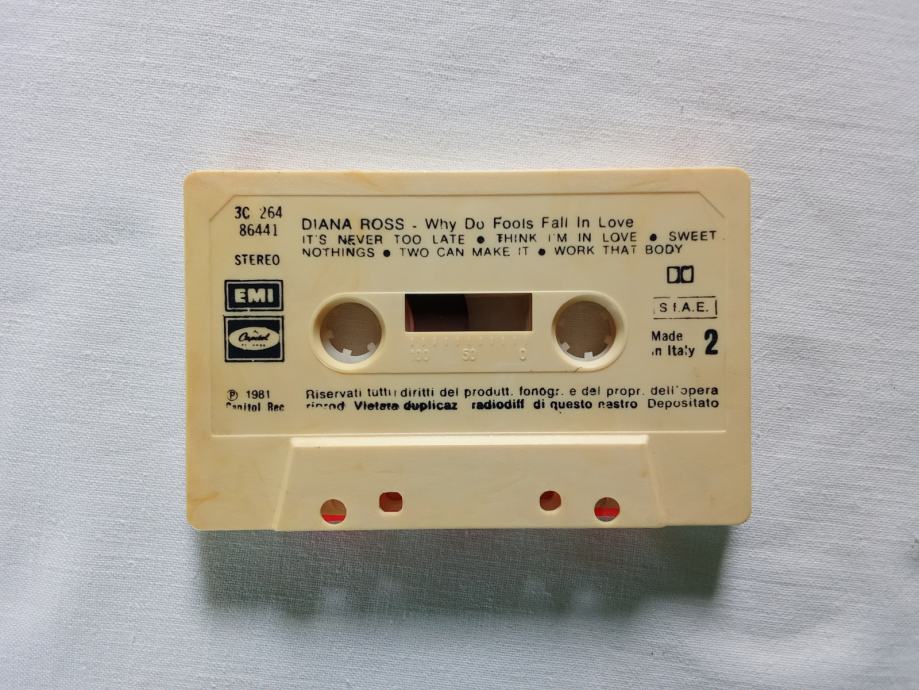 3C 264
86441
STEREO
EMI
Capitol
DIANA ROSS - Why Do Fools Fall In Love
IT'S NEVER TOO LATE ● THINK I'M IN LOVE ● SWEET
NOTHINGS ● TWO CAN MAKE IT ● WORK THAT BODY
S.I.A.E.
Made
in Italy 2
100 50 0
℗ 1981
Capitol Rec
Riservati tutti i diritti del produtt. fonogr. e del propr. dell'opera
riprod. Vietata duplicaz radiodiff di questo nastro Depositato